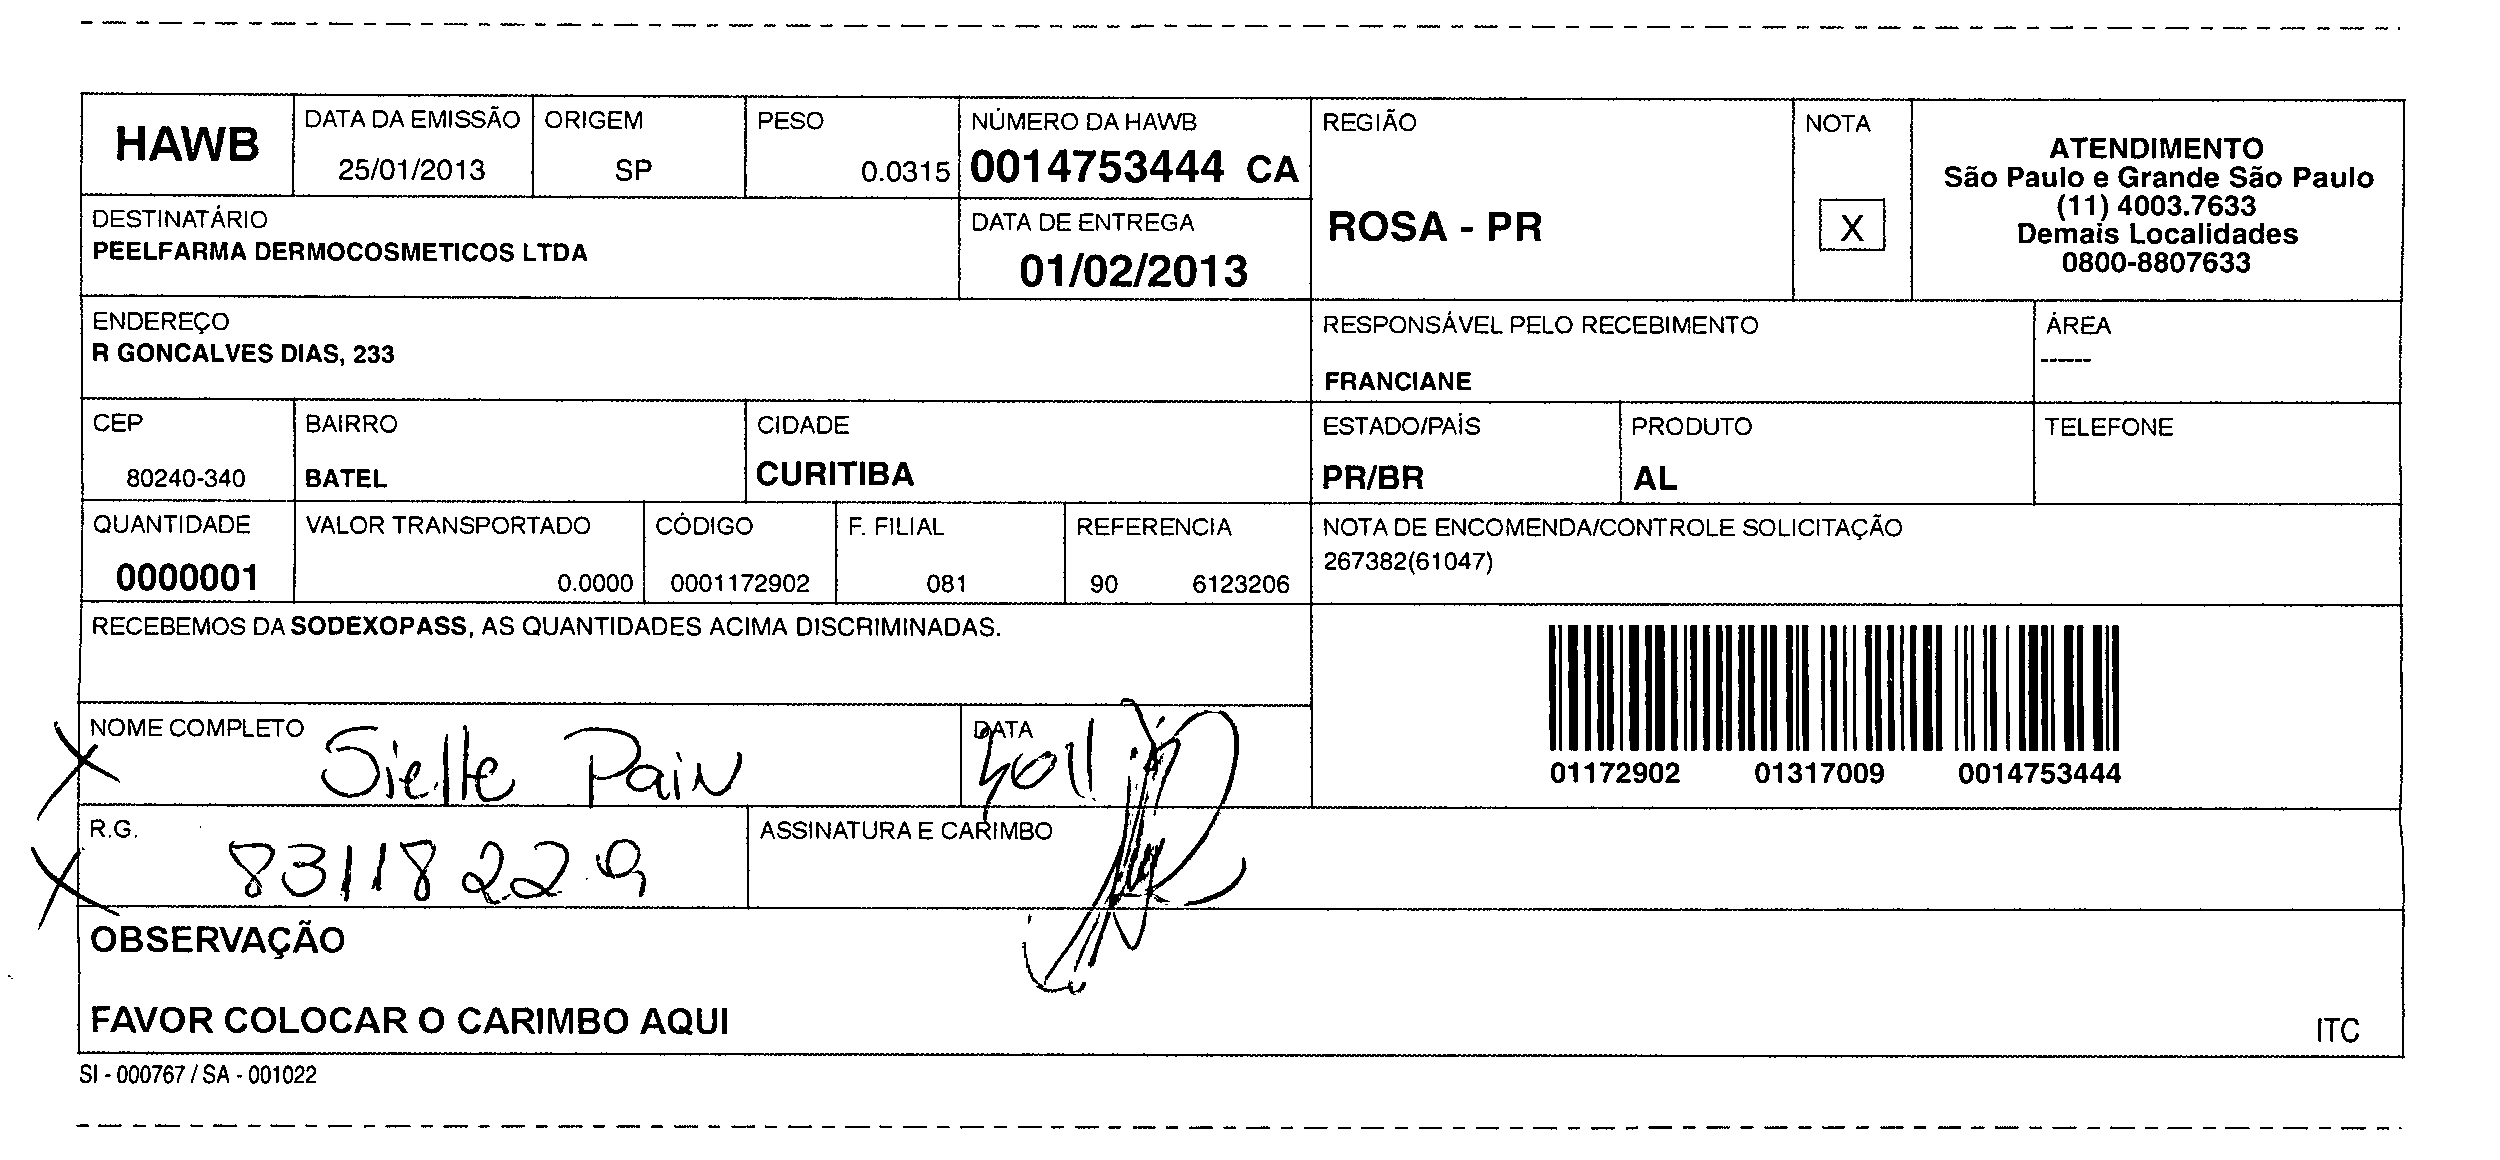 HAWB
DATA DA EMISSÃO
25/01/2013
ORIGEM
SP
PESO
0.0315
NÚMERO DA HAWB
0014753444 CA
REGIÃO
ROSA - PR
NOTA
X
ATENDIMENTO
São Paulo e Grande São Paulo
(11) 4003.7633
Demais Localidades
0800-8807633
DESTINATÁRIO
PEELFARMA DERMOCOSMETICOS LTDA
DATA DE ENTREGA
01/02/2013
ENDEREÇO
R GONCALVES DIAS, 233
RESPONSÁVEL PELO RECEBIMENTO
FRANCIANE
ÁREA
------
CEP
80240-340
BAIRRO
BATEL
CIDADE
CURITIBA
ESTADO/PAÍS
PR/BR
PRODUTO
AL
TELEFONE
QUANTIDADE
0000001
VALOR TRANSPORTADO
0.0000
CÓDIGO
0001172902
F. FILIAL
081
REFERENCIA
90 6123206
NOTA DE ENCOMENDA/CONTROLE SOLICITAÇÃO
267382(61047)
RECEBEMOS DA SODEXOPASS, AS QUANTIDADES ACIMA DISCRIMINADAS.
01172902 01317009 0014753444
NOME COMPLETO
Sielle Pain
DATA
R.G.
83118229
ASSINATURA E CARIMBO
OBSERVAÇÃO
FAVOR COLOCAR O CARIMBO AQUI
ITC
SI - 000767 / SA - 001022